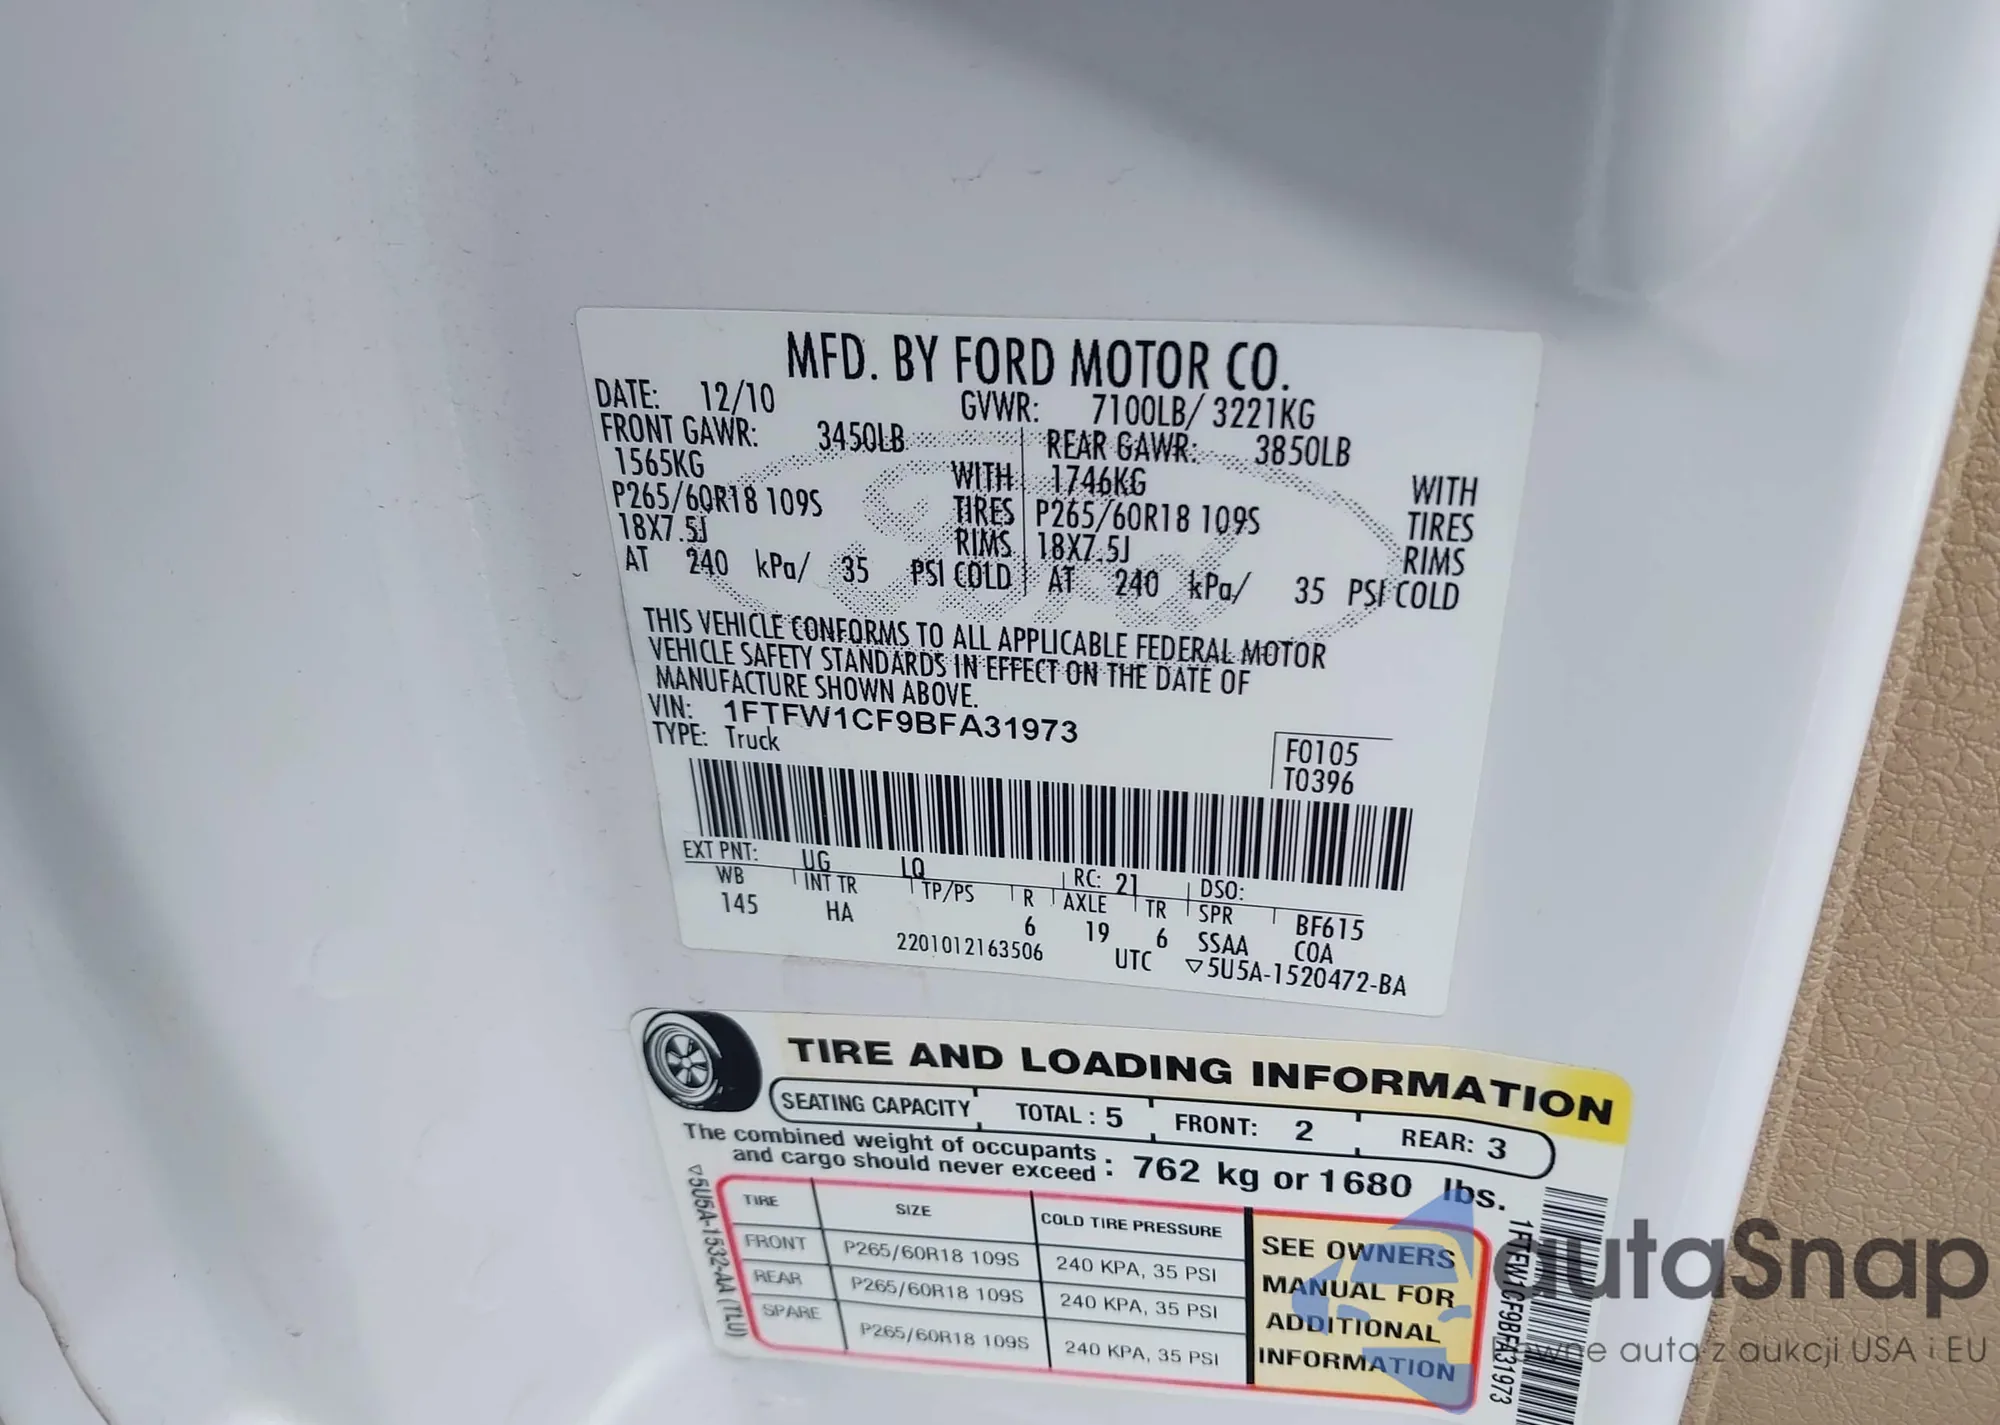 MFD. BY FORD MOTOR CO.
DATE: 12/10 GVWR: 7100LB/ 3221KG
FRONT GAWR: 3450LB REAR GAWR: 3850LB
1565KG WITH 1746KG WITH
P265/60R18 109S TIRES P265/60R18 109S TIRES
18X7.5J RIMS 18X7.5J RIMS
AT 240 kPa/ 35 PSI COLD AT 240 kPa/ 35 PSI COLD
THIS VEHICLE CONFORMS TO ALL APPLICABLE FEDERAL MOTOR
VEHICLE SAFETY STANDARDS IN EFFECT ON THE DATE OF
MANUFACTURE SHOWN ABOVE.
VIN: 1FTFW1CF9BFA31973
TYPE: Truck
F0105
T0396
EXT PNT: UG LQ RC: 21 DSO:
WB INT TR TP/PS R AXLE TR SPR BF615
145 HA 6 19 6 SSAA COA
2201012163506 UTC ▽5U5A-1520472-BA
TIRE AND LOADING INFORMATION
SEATING CAPACITY TOTAL : 5 FRONT: 2 REAR: 3
The combined weight of occupants
and cargo should never exceed : 762 kg or 1680 lbs.
TIRE SIZE COLD TIRE PRESSURE
FRONT P265/60R18 109S 240 KPA, 35 PSI
REAR P265/60R18 109S 240 KPA, 35 PSI
SPARE P265/60R18 109S 240 KPA, 35 PSI
SEE OWNERS
MANUAL FOR
ADDITIONAL
INFORMATION
▽5U5A-1532-AA (TLU)
1FTFW1CF9BFA31973
autaSnap
auta z aukcji USA i EU